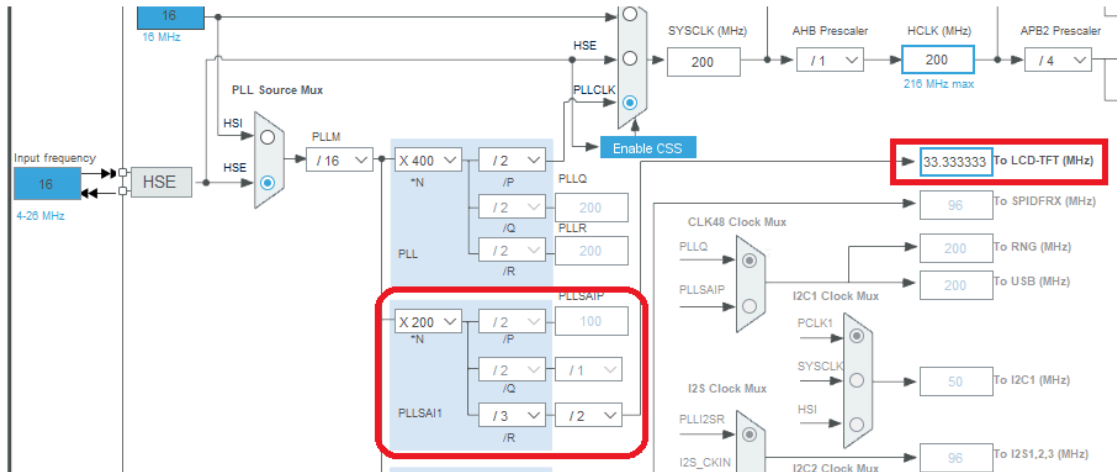 16
16 MHz
SYSCLK (MHz)
AHB Prescaler
HCLK (MHz)
APB2 Prescaler
HSE
200
/ 1
200
/ 4
216 MHz max
PLL Source Mux
PLLCLK
HSI
PLLM
Enable CSS
Input frequency
16
4-26 MHz
HSE
HSE
/ 16
X 400
*N
/ 2
/P
PLLQ
/ 2
200
/Q
PLLR
/ 2
200
/R
PLL
33.333333
To LCD-TFT (MHz)
96
To SPIDFRX (MHz)
CLK48 Clock Mux
PLLQ
200
To RNG (MHz)
PLLSAIP
200
To USB (MHz)
PLLSAIP
X 200
*N
/ 2
/P
100
/ 2
/Q
/ 1
PLLSAI1
/ 3
/R
/ 2
I2C1 Clock Mux
PCLK1
SYSCLK
HSI
50
To I2C1 (MHz)
I2S Clock Mux
PLLI2SR
I2S_CKIN
96
To I2S1,2,3 (MHz)
I2C2 Clock Mux